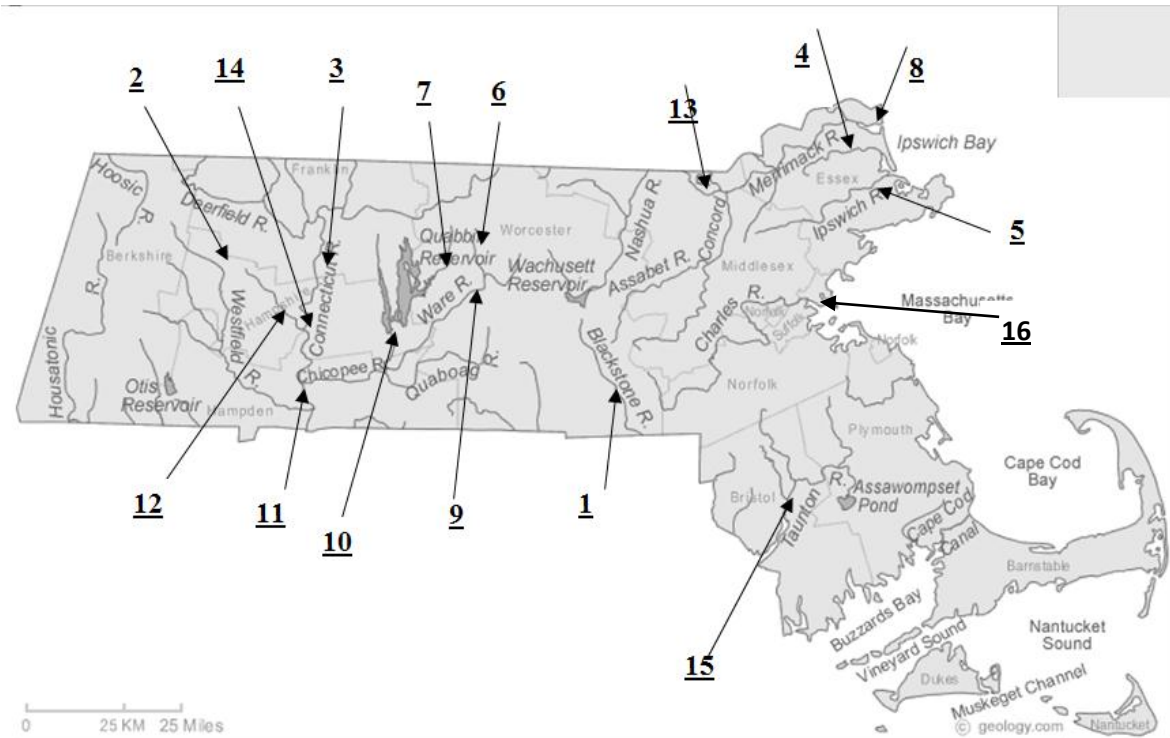 4
8
2
14
3
7
6
13
Ipswich Bay
Merrimack R.
Essex
Franklin
Hoosic
R.
Deerfield R.
Nashua R.
Concord
Ipswich R.
5
Quabbin
Reservoir
Worcester
Berkshire
Connecticut R.
Wachusett
Reservoir
Assabet R.
Middlesex
R.
Westfield
R.
Hampshire
Ware R.
Charles R.
Norfolk
Suffolk
Massachusetts
Bay
16
Norfolk
Housatonic
Chicopee R.
Quaboag R.
Blackstone R.
Otis
Reservoir
Hampden
Norfolk
Plymouth
12
11
10
9
1
Bristol
Taunton R.
Assawompset
Pond
Cape Cod
Bay
Cape Cod
Canal
Barnstable
Buzzards Bay
Vineyard Sound
Nantucket
Sound
15
Dukes
Muskeget Channel
Nantucket
© geology.com
0 25 KM 25 Miles